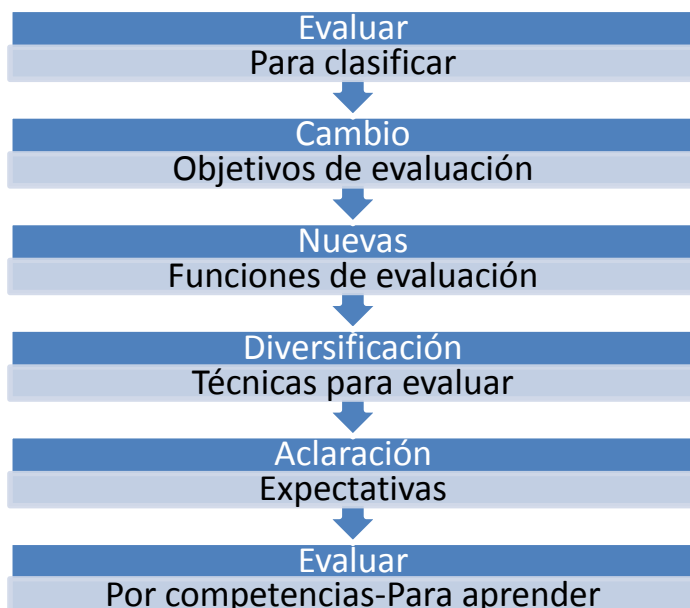 Evaluar
Para clasificar
Cambio
Objetivos de evaluación
Nuevas
Funciones de evaluación
Diversificación
Técnicas para evaluar
Aclaración
Expectativas
Evaluar
Por competencias-Para aprender